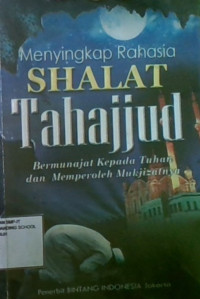 Menyingkap Rahasia
SHALAT
Tahajjud
Bermunajat Kepada Tuhan
dan Memperoleh Mukjizatnya
Penerbit BINTANG INDONESIA Jakarta